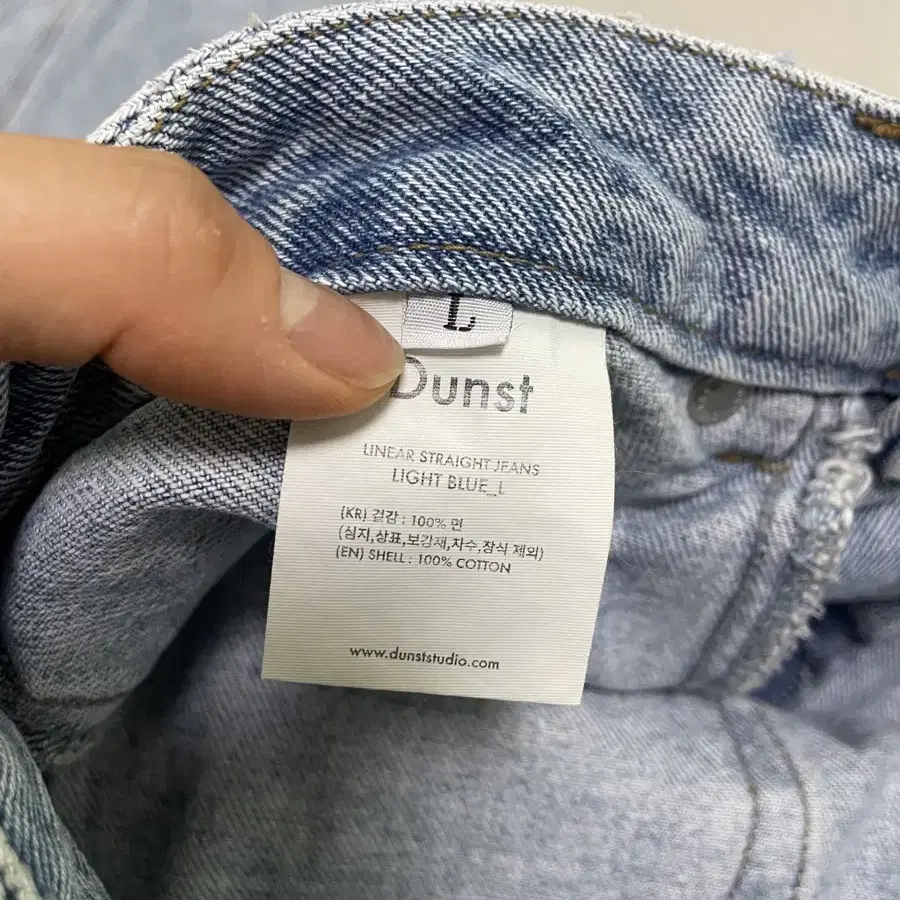 L
Dunst
LINEAR STRAIGHT JEANS
LIGHT BLUE_L
(KR) 겉감 : 100% 면
(심지,상표,보강재,자수,장식 제외)
(EN) SHELL : 100% COTTON
www.dunststudio.com